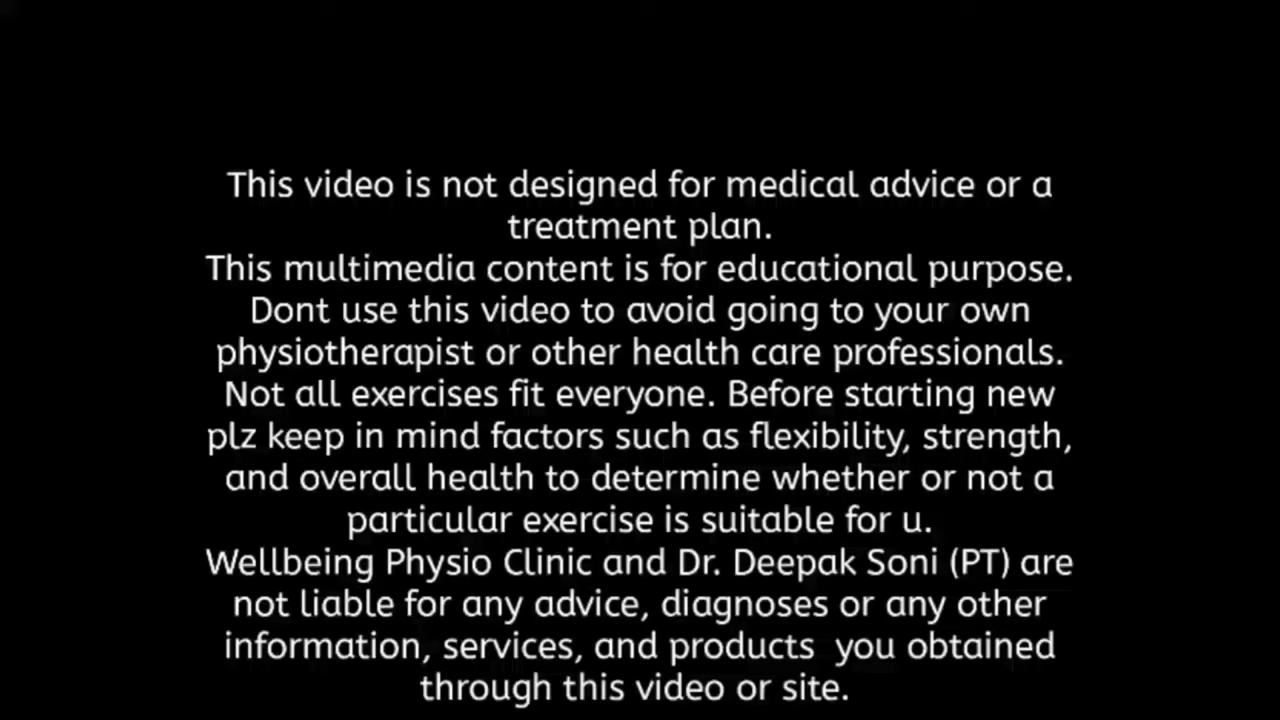 This video is not designed for medical advice or a
treatment plan.
This multimedia content is for educational purpose.
Dont use this video to avoid going to your own
physiotherapist or other health care professionals.
Not all exercises fit everyone. Before starting new
plz keep in mind factors such as flexibility, strength,
and overall health to determine whether or not a
particular exercise is suitable for u.
Wellbeing Physio Clinic and Dr. Deepak Soni (PT) are
not liable for any advice, diagnoses or any other
information, services, and products  you obtained
through this video or site.